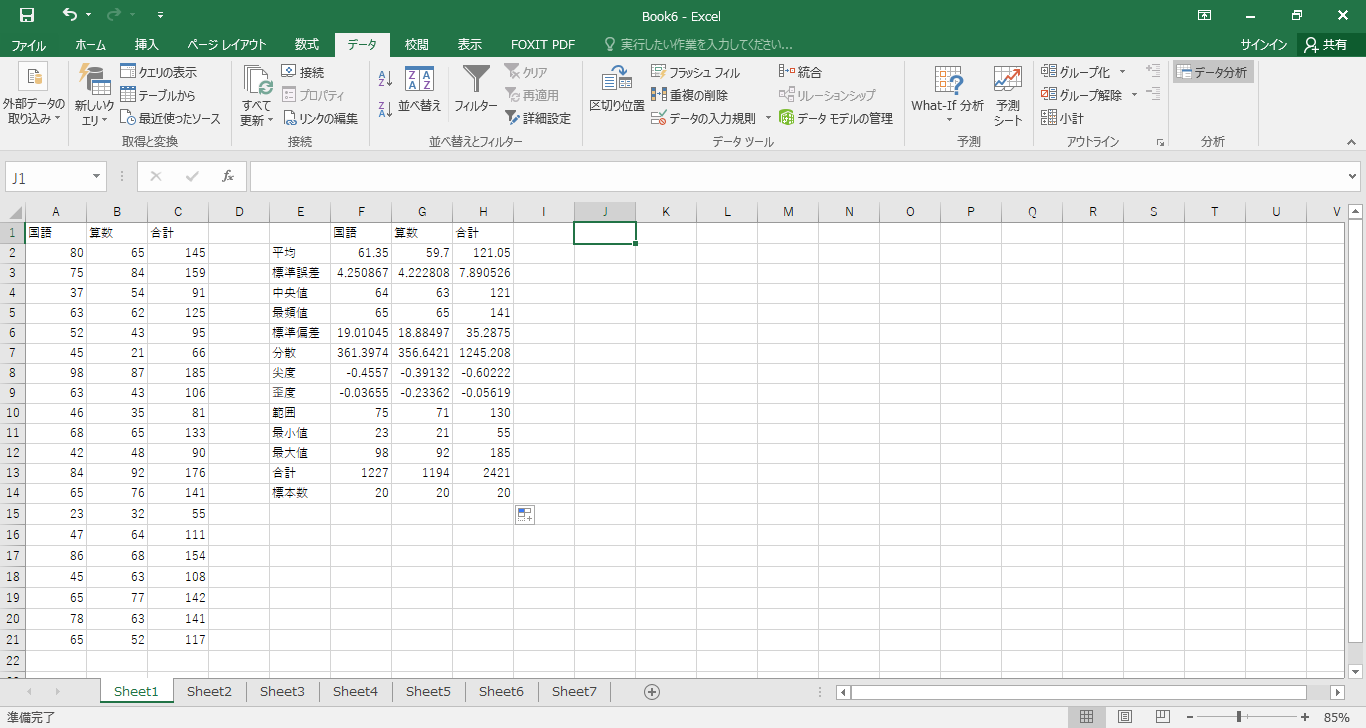 Book6 - Excel
ファイル ホーム 挿入 ページ レイアウト 数式 データ 校閲 表示 FOXIT PDF 実行したい作業を入力してください... サインイン 共有
外部データの
取り込み
新しいク
エリ
クエリの表示
テーブルから
最近使ったソース
取得と変換
すべて
更新
接続
プロパティ
リンクの編集
接続
並べ替え
フィルター
クリア
再適用
詳細設定
並べ替えとフィルター
区切り位置
フラッシュ フィル
重複の削除
データの入力規則
統合
リレーションシップ
データ モデルの管理
データ ツール
What-If 分析
予測
シート
予測
グループ化
グループ解除
小計
アウトライン
データ分析
分析
J1
fx
A B C D E F G H I J K L M N O P Q R S T U V
1 国語 算数 合計 国語 算数 合計
2 80 65 145 平均 61.35 59.7 121.05
3 75 84 159 標準誤差 4.250867 4.222808 7.890526
4 37 54 91 中央値 64 63 121
5 63 62 125 最頻値 65 65 141
6 52 43 95 標準偏差 19.01045 18.88497 35.2875
7 45 21 66 分散 361.3974 356.6421 1245.208
8 98 87 185 尖度 -0.4557 -0.39132 -0.60222
9 63 43 106 歪度 -0.03655 -0.23362 -0.05619
10 46 35 81 範囲 75 71 130
11 68 65 133 最小値 23 21 55
12 42 48 90 最大値 98 92 185
13 84 92 176 合計 1227 1194 2421
14 65 76 141 標本数 20 20 20
15 23 32 55
16 47 64 111
17 86 68 154
18 45 63 108
19 65 77 142
20 78 63 141
21 65 52 117
22
Sheet1 Sheet2 Sheet3 Sheet4 Sheet5 Sheet6 Sheet7
準備完了 85%